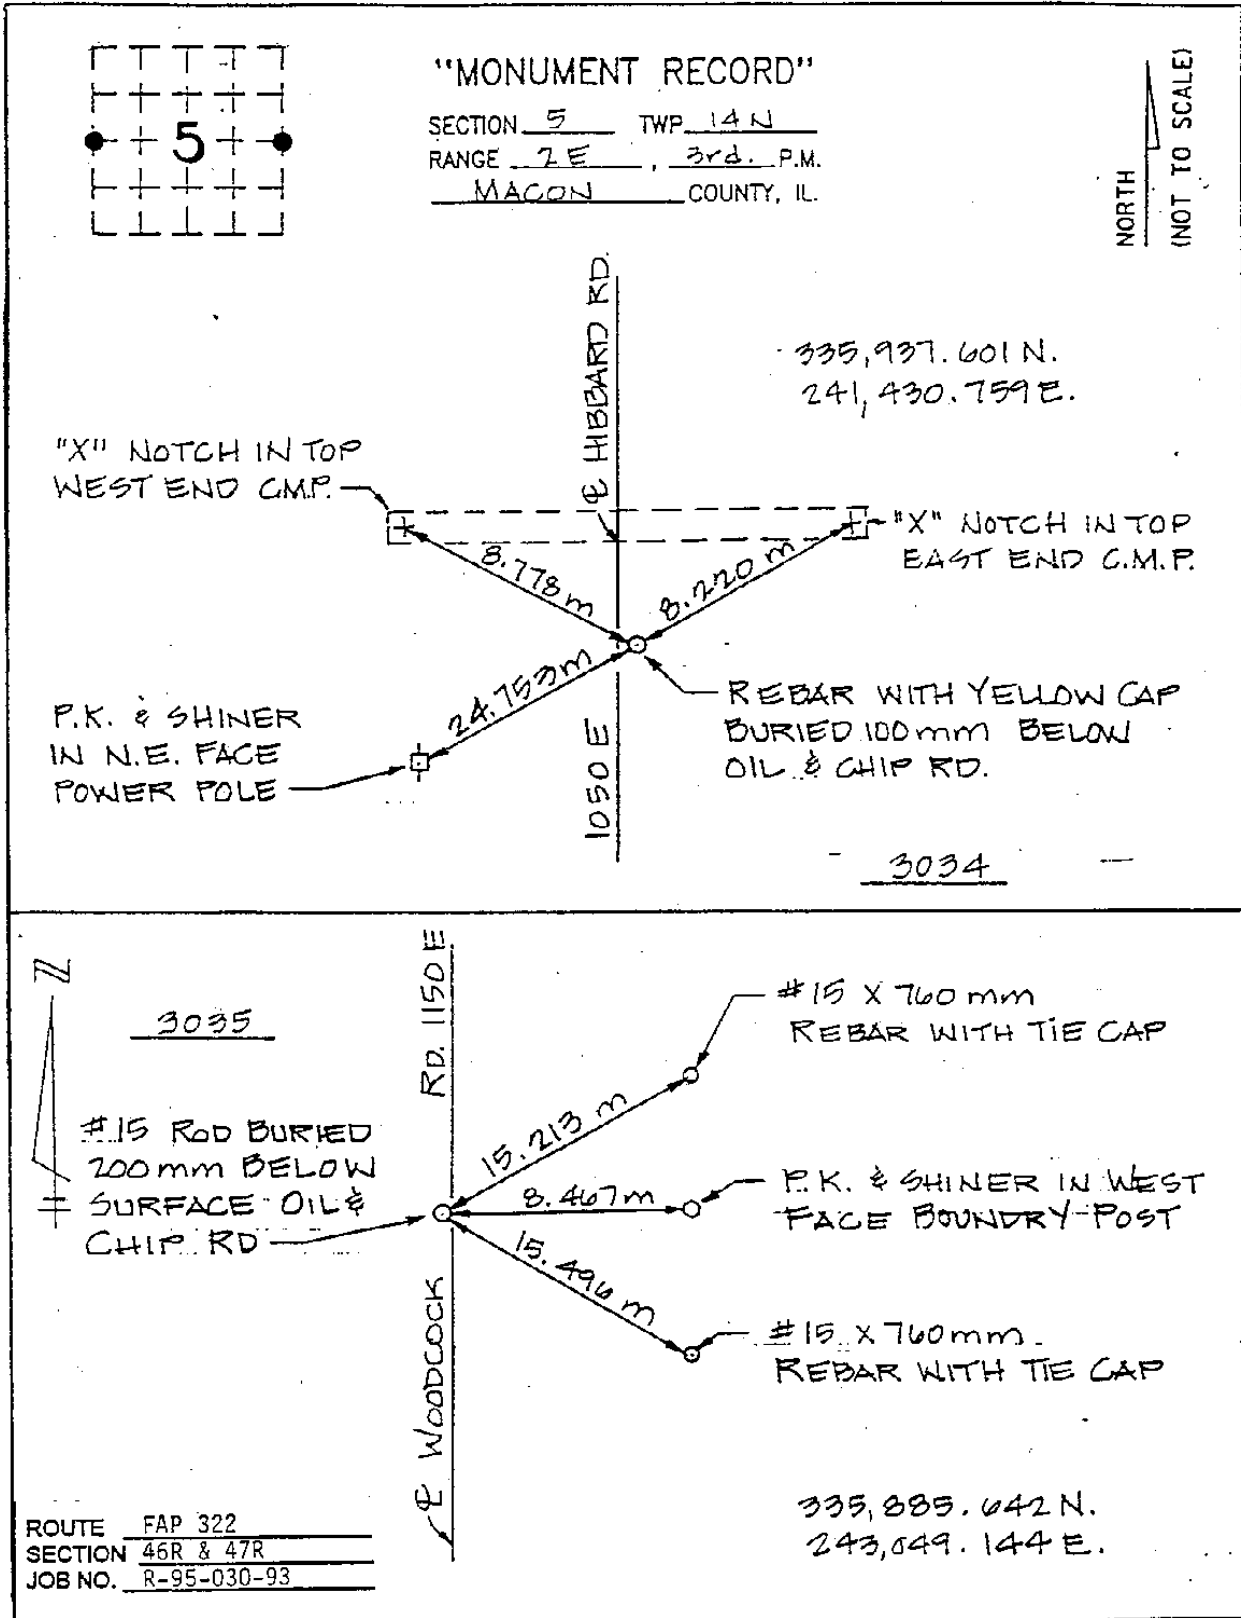 5
"MONUMENT RECORD"
SECTION 5 TWP. 14 N
RANGE 2 E, 3rd. P.M.
MACON COUNTY, IL.
NORTH
(NOT TO SCALE)
℄ HIBBARD RD.
335,937.601 N.
241,430.759 E.
"X" NOTCH IN TOP
WEST END C.M.P.
"X" NOTCH IN TOP
EAST END C.M.P.
8.778 m
8.220 m
24.753 m
REBAR WITH YELLOW CAP
BURIED 100 mm BELOW
OIL & CHIP RD.
P.K. & SHINER
IN N.E. FACE
POWER POLE
1050 E
3034
N
3035
RD. 1150 E
#15 X 760 mm
REBAR WITH TIE CAP
#15 ROD BURIED
200 mm BELOW
SURFACE OIL &
CHIP RD
15.213 m
8.467 m
15.496 m
P.K. & SHINER IN WEST
FACE BOUNDRY POST
#15 X 760 mm
REBAR WITH TIE CAP
℄ WOODCOCK
335,885.642 N.
243,049.144 E.
ROUTE FAP 322
SECTION 46R & 47R
JOB NO. R-95-030-93